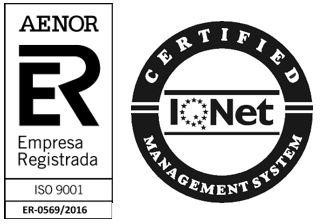 AENOR
ER
Empresa
Registrada
ISO 9001
ER-0569/2016
CERTIFIED
IQNet
MANAGEMENT SYSTEM